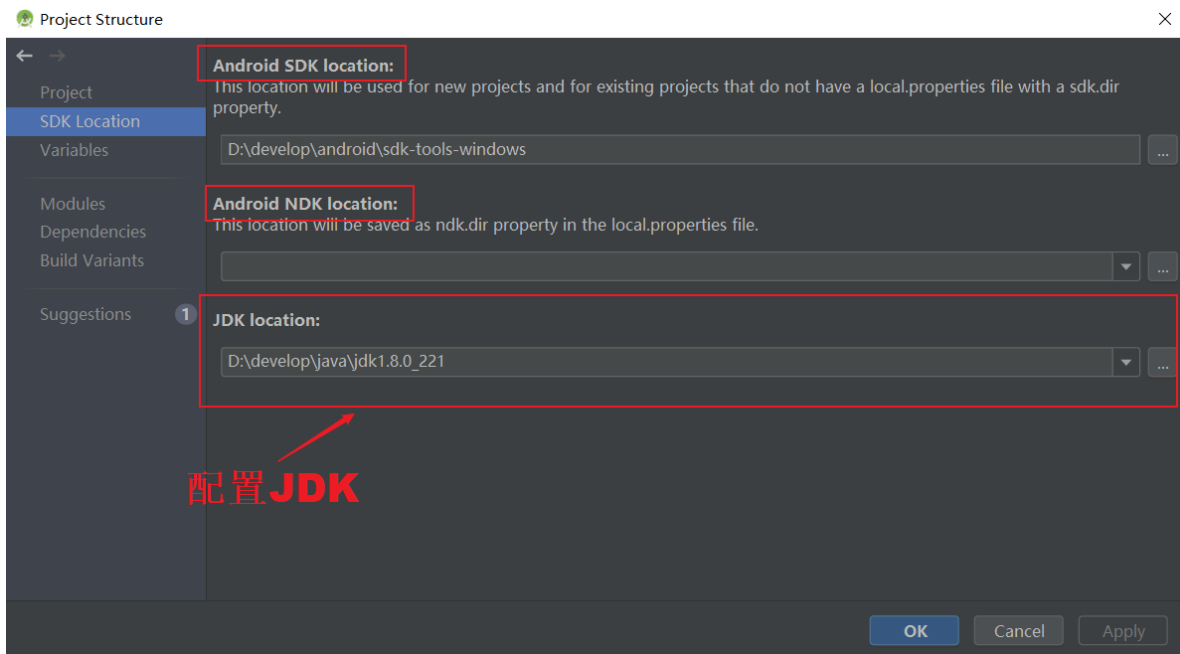 Project Structure
Project
SDK Location
Variables
Modules
Dependencies
Build Variants
Suggestions
1
Android SDK location:
This location will be used for new projects and for existing projects that do not have a local.properties file with a sdk.dir
property.
D:\develop\android\sdk-tools-windows
...
Android NDK location:
This location will be saved as ndk.dir property in the local.properties file.
...
JDK location:
D:\develop\java\jdk1.8.0_221
...
配置JDK
OK
Cancel
Apply